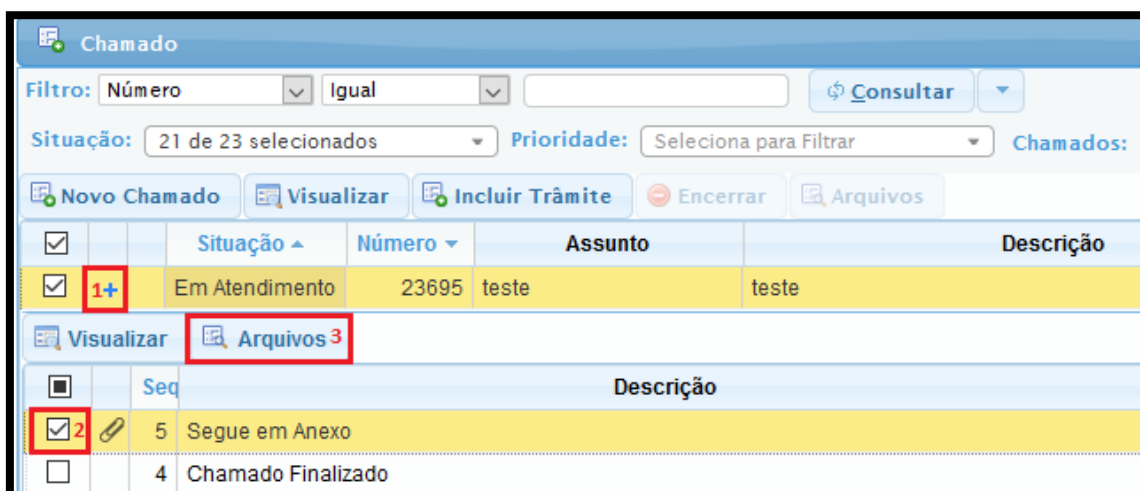 Chamado
Filtro: Número Igual Consultar
Situação: 21 de 23 selecionados Prioridade: Seleciona para Filtrar Chamados:
Novo Chamado Visualizar Incluir Trâmite Encerrar Arquivos
Situação Número Assunto Descrição
1+ Em Atendimento 23695 teste teste
Visualizar Arquivos 3
Seq Descrição
2 5 Segue em Anexo
4 Chamado Finalizado